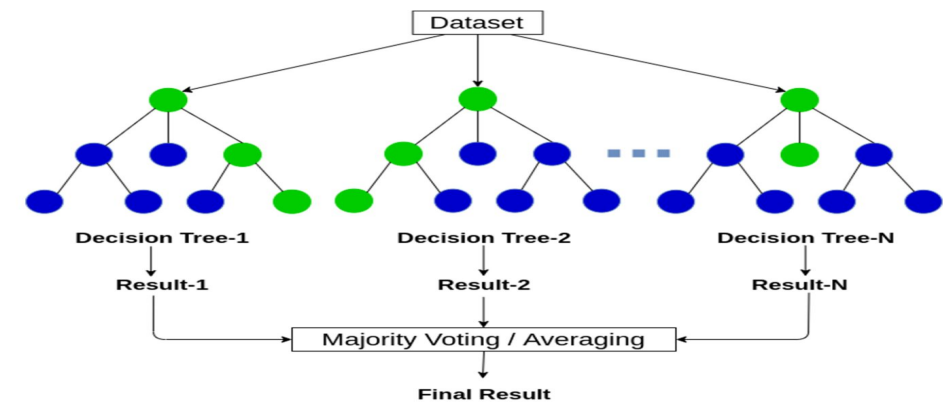 Dataset
Decision Tree-1
Decision Tree-2
Decision Tree-N
Result-1
Result-2
Result-N
Majority Voting / Averaging
Final Result